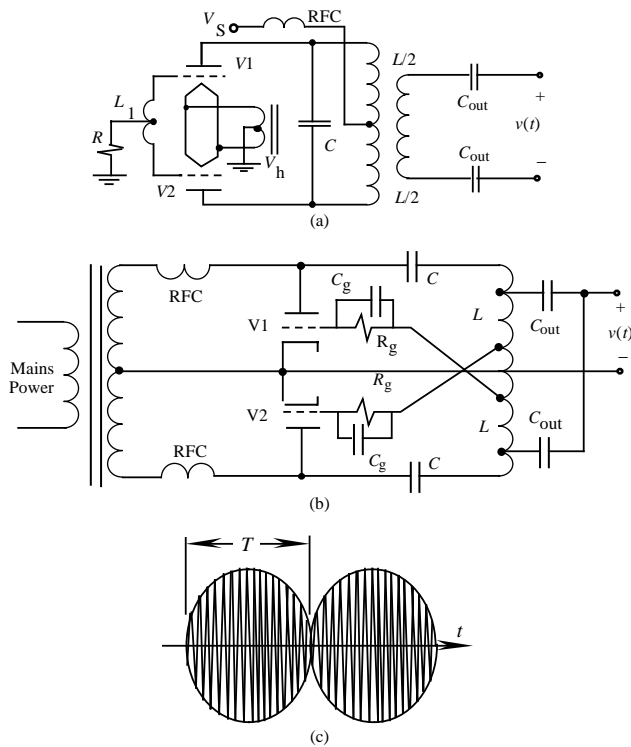 V
S
RFC
V1
L/2
L
1
R
C
V
h
C
out
+
v(t)
–
V2
C
out
L/2
(a)
RFC
C
g
C
V1
R
g
L
C
out
+
v(t)
–
Mains
Power
R
g
V2
C
out
L
RFC
C
g
C
(b)
T
t
(c)